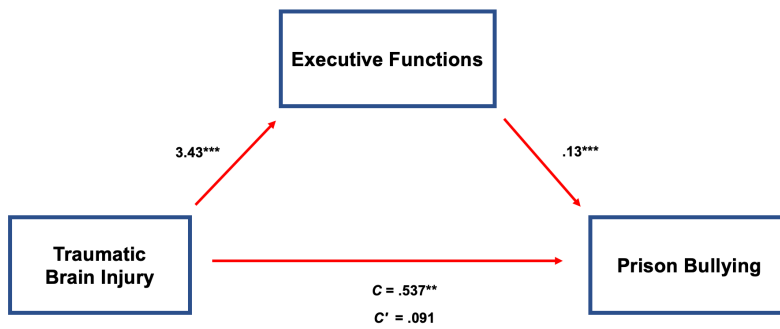 Executive Functions
3.43***
.13***
Traumatic
Brain Injury
Prison Bullying
C = .537**
C' = .091